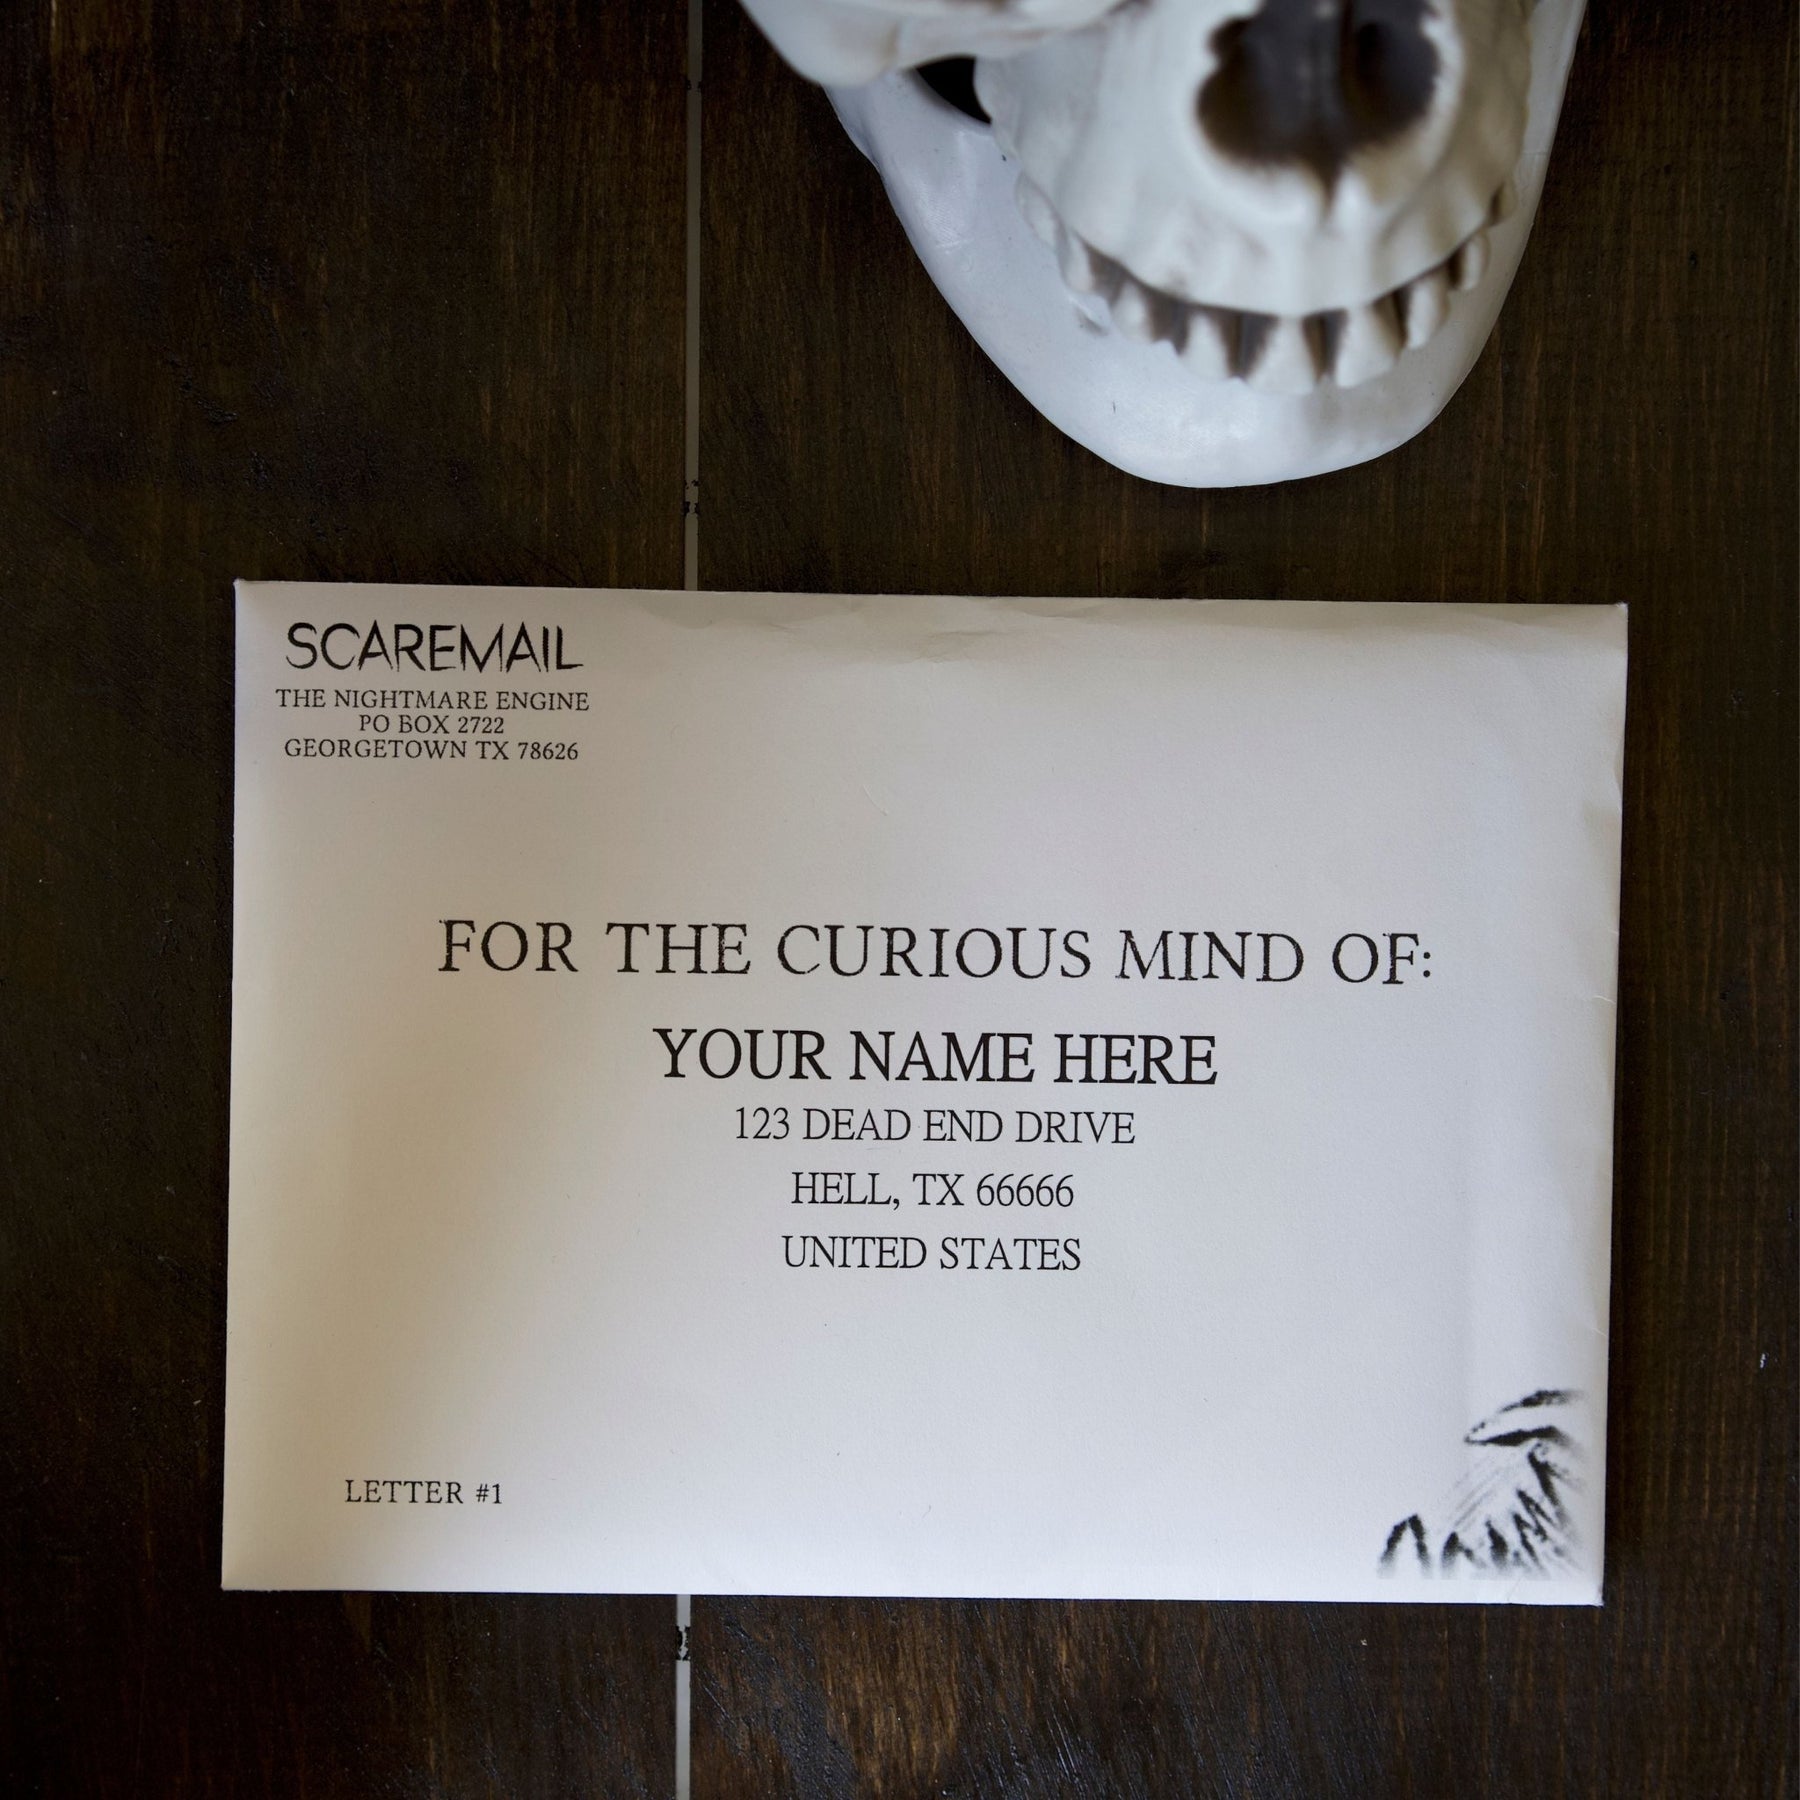 SCAREMAIL
THE NIGHTMARE ENGINE
PO BOX 2722
GEORGETOWN TX 78626
FOR THE CURIOUS MIND OF:
YOUR NAME HERE
123 DEAD END DRIVE
HELL, TX 66666
UNITED STATES
LETTER #1